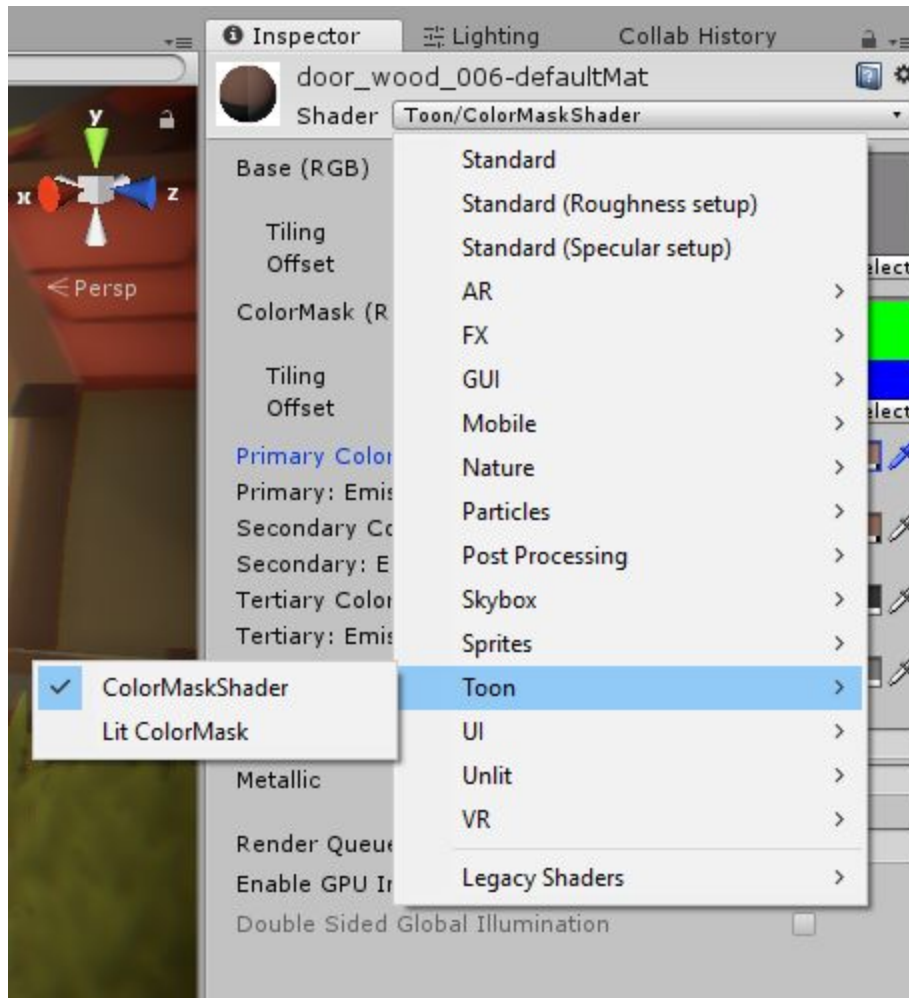 Inspector
Lighting
Collab History
door_wood_006-defaultMat
Shader
Toon/ColorMaskShader
y
x
z
Persp
Base (RGB)
Tiling
Offset
elect
ColorMask (R
Tiling
Offset
elect
Primary Color
Primary: Emis
Secondary Co
Secondary: E
Tertiary Color
Tertiary: Emis
Metallic
Render Queue
Enable GPU In
Double Sided Global Illumination
Standard
Standard (Roughness setup)
Standard (Specular setup)
AR
FX
GUI
Mobile
Nature
Particles
Post Processing
Skybox
Sprites
Toon
UI
Unlit
VR
Legacy Shaders
ColorMaskShader
Lit ColorMask